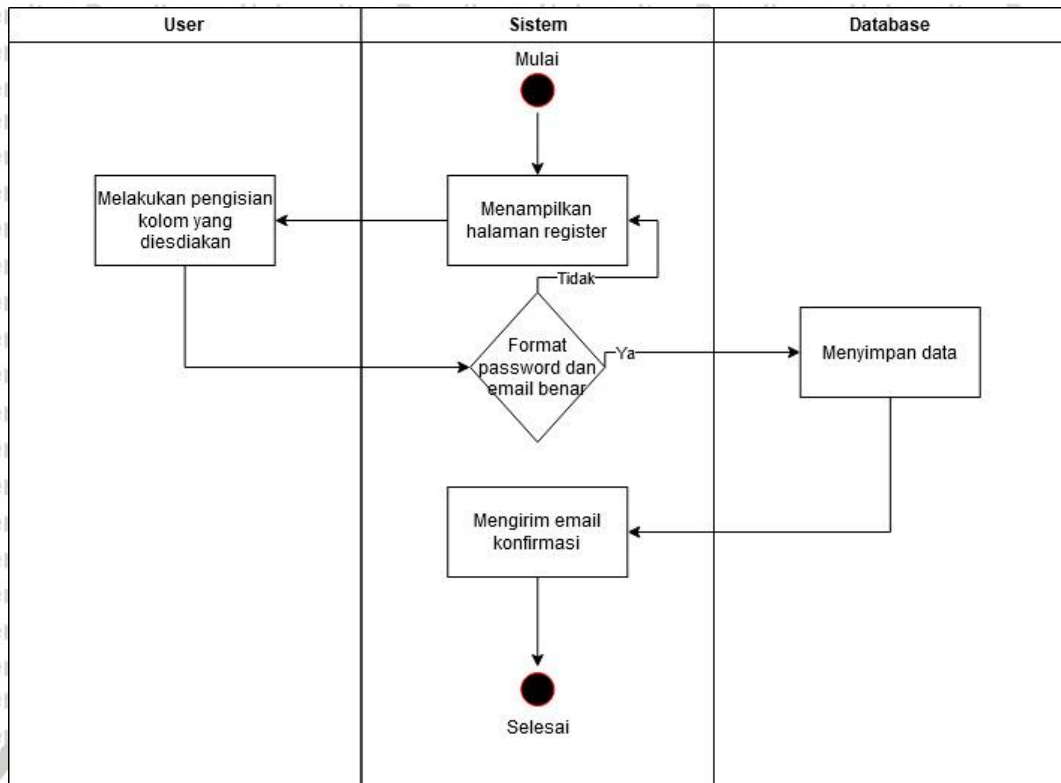 User
Sistem
Database
Mulai
Menampilkan
halaman register
Melakukan pengisian
kolom yang
diesdiakan
Tidak
Format
password dan
email benar
Ya
Menyimpan data
Mengirim email
konfirmasi
Selesai